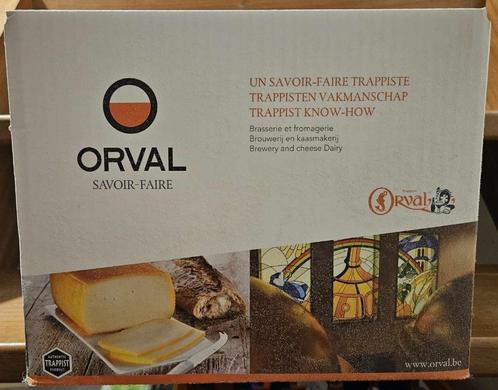 UN SAVOIR-FAIRE TRAPPISTE
TRAPPISTEN VAKMANSCHAP
TRAPPIST KNOW-HOW
Brasserie et fromagerie
Brouwerij en kaasmakerij
Brewery and cheese Dairy
ORVAL
SAVOIR-FAIRE
Orval
AUTHENTIC
TRAPPIST
PRODUCT
www.orval.be